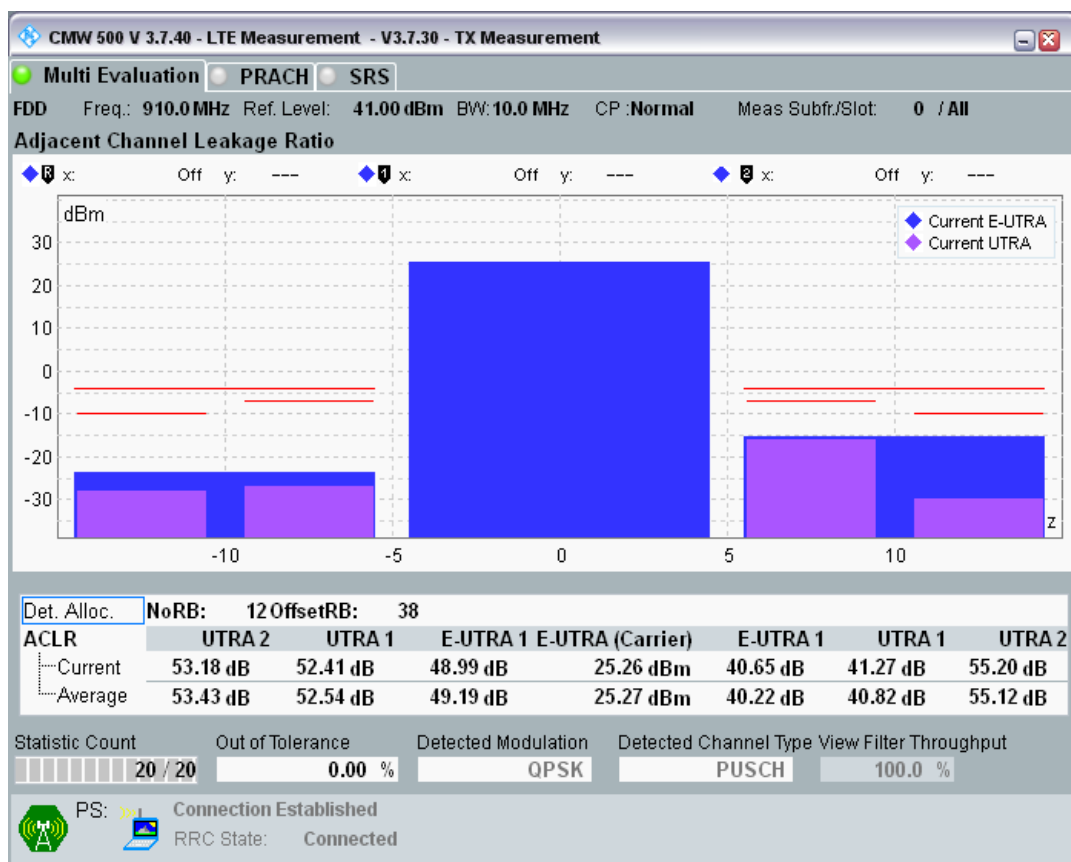 CMW 500 V 3.7.40 - LTE Measurement - V3.7.30 - TX Measurement
Multi Evaluation PRACH SRS
FDD Freq.: 910.0 MHz Ref. Level: 41.00 dBm BW: 10.0 MHz CP :Normal Meas Subfr./Slot: 0 / All
Adjacent Channel Leakage Ratio
R x: Off y: --- 1 x: Off y: --- 2 x: Off y: ---
dBm
Current E-UTRA
Current UTRA
30
20
10
0
-10
-20
-30
z
-10 -5 0 5 10
Det. Alloc. NoRB: 12 OffsetRB: 38
ACLR UTRA 2 UTRA 1 E-UTRA 1 E-UTRA (Carrier) E-UTRA 1 UTRA 1 UTRA 2
Current 53.18 dB 52.41 dB 48.99 dB 25.26 dBm 40.65 dB 41.27 dB 55.20 dB
Average 53.43 dB 52.54 dB 49.19 dB 25.27 dBm 40.22 dB 40.82 dB 55.12 dB
Statistic Count Out of Tolerance Detected Modulation Detected Channel Type View Filter Throughput
20 / 20 0.00 % QPSK PUSCH 100.0 %
PS: Connection Established
RRC State: Connected